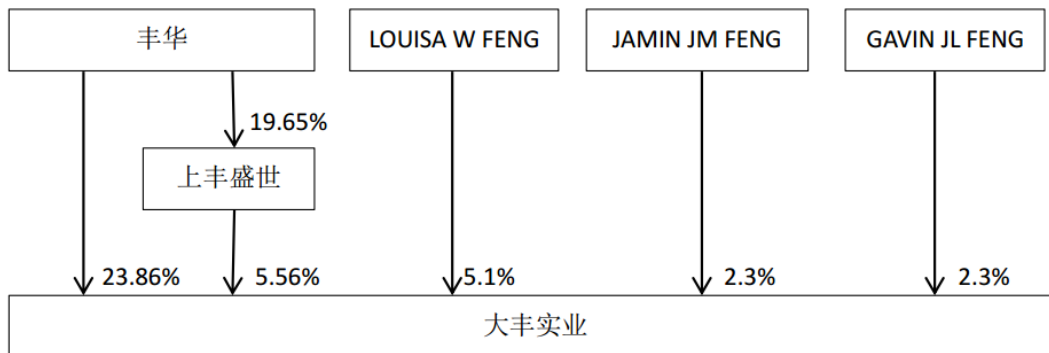 丰华
LOUISA W FENG
JAMIN JM FENG
GAVIN JL FENG
19.65%
上丰盛世
23.86%
5.56%
5.1%
2.3%
2.3%
大丰实业